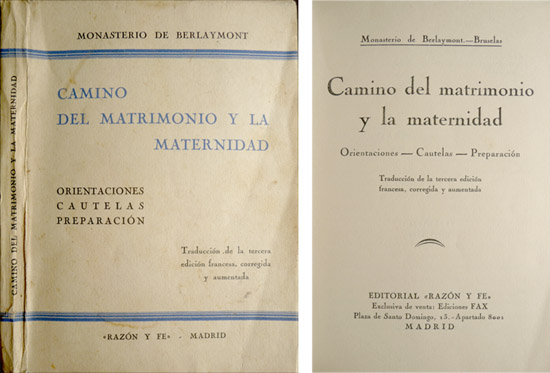 CAMINO DEL MATRIMONIO Y LA MATERNIDAD
MONASTERIO DE BERLAYMONT
CAMINO
DEL MATRIMONIO Y LA
MATERNIDAD
ORIENTACIONES
CAUTELAS
PREPARACIÓN
Traducción de la tercera
edición francesa, corregida
y aumentada
«RAZÓN Y FE» - MADRID
Monasterio de Berlaymont.—Bruselas
Camino del matrimonio
y la maternidad
Orientaciones — Cautelas — Preparación
Traducción de la tercera edición
francesa, corregida y aumentada
EDITORIAL «RAZÓN Y FE»
Exclusiva de venta: Ediciones FAX
Plaza de Santo Domingo, 13.-Apartado 8001
MADRID